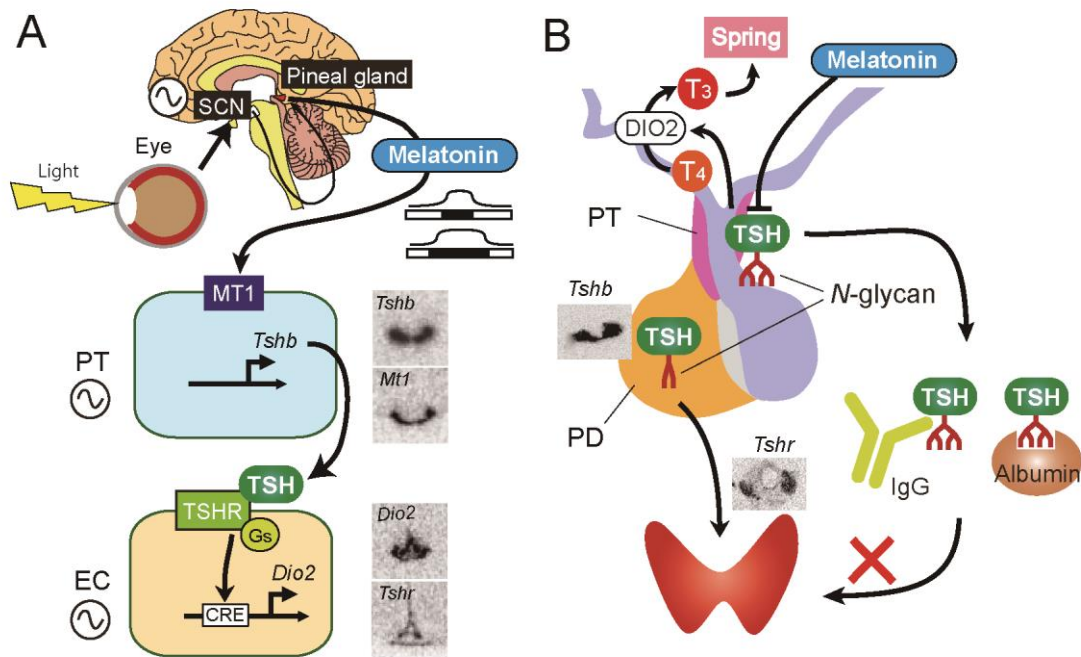 A
Pineal gland
SCN
Eye
Light
Melatonin
MT1
Tshb
PT
Tshb
Mt1
TSH
TSHR
Gs
Dio2
EC
CRE
Dio2
Tshr
B
Spring
Melatonin
T3
DIO2
T4
PT
TSH
Tshb
N-glycan
TSH
PD
Tshr
TSH
TSH
IgG
Albumin